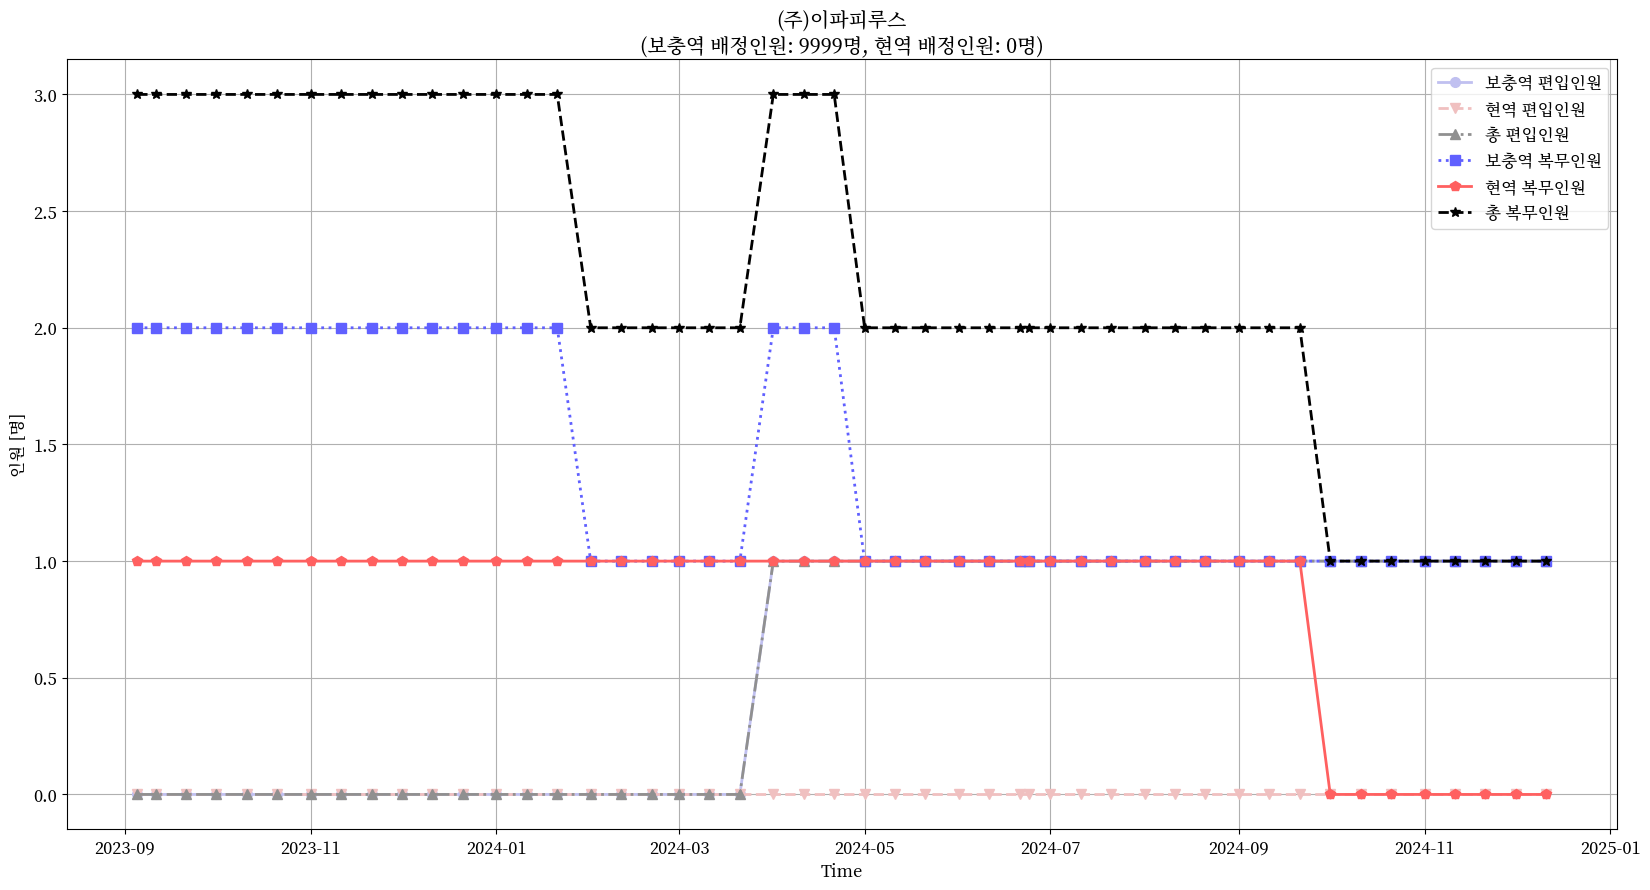 (주)이파피루스
(보충역 배정인원: 9999명, 현역 배정인원: 0명)
보충역 편입인원
현역 편입인원
총 편입인원
보충역 복무인원
현역 복무인원
총 복무인원
인원 [명]
3.0
2.5
2.0
1.5
1.0
0.5
0.0
2023-09
2023-11
2024-01
2024-03
2024-05
2024-07
2024-09
2024-11
2025-01
Time